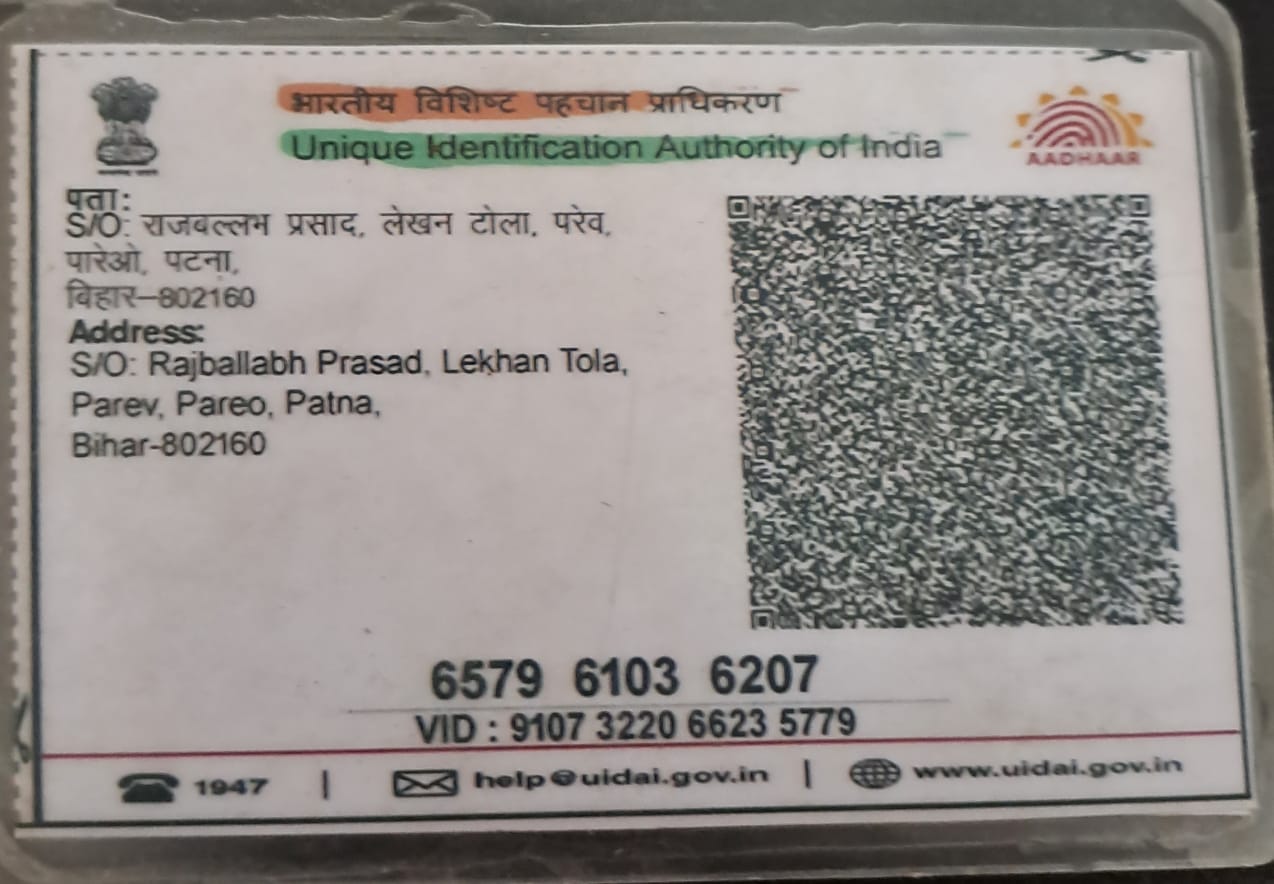 भारतीय विशिष्ट पहचान प्राधिकरण
Unique Identification Authority of India
AADHAAR
पता:
S/O: राजबल्लभ प्रसाद, लेखन टोला, परेव,
पारेओ, पटना,
बिहार–802160
Address:
S/O: Rajballabh Prasad, Lekhan Tola,
Parev, Pareo, Patna,
Bihar-802160
6579 6103 6207
VID : 9107 3220 6623 5779
1947 | help@uidai.gov.in | www.uidai.gov.in